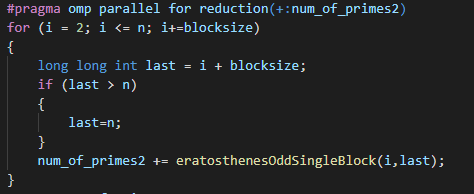 #pragma omp parallel for reduction(+:num_of_primes2)
for (i = 2; i <= n; i+=blocksize)
{
long long int last = i + blocksize;
if (last > n)
{
last=n;
}
num_of_primes2 += eratosthenesOddSingleBlock(i,last);
}